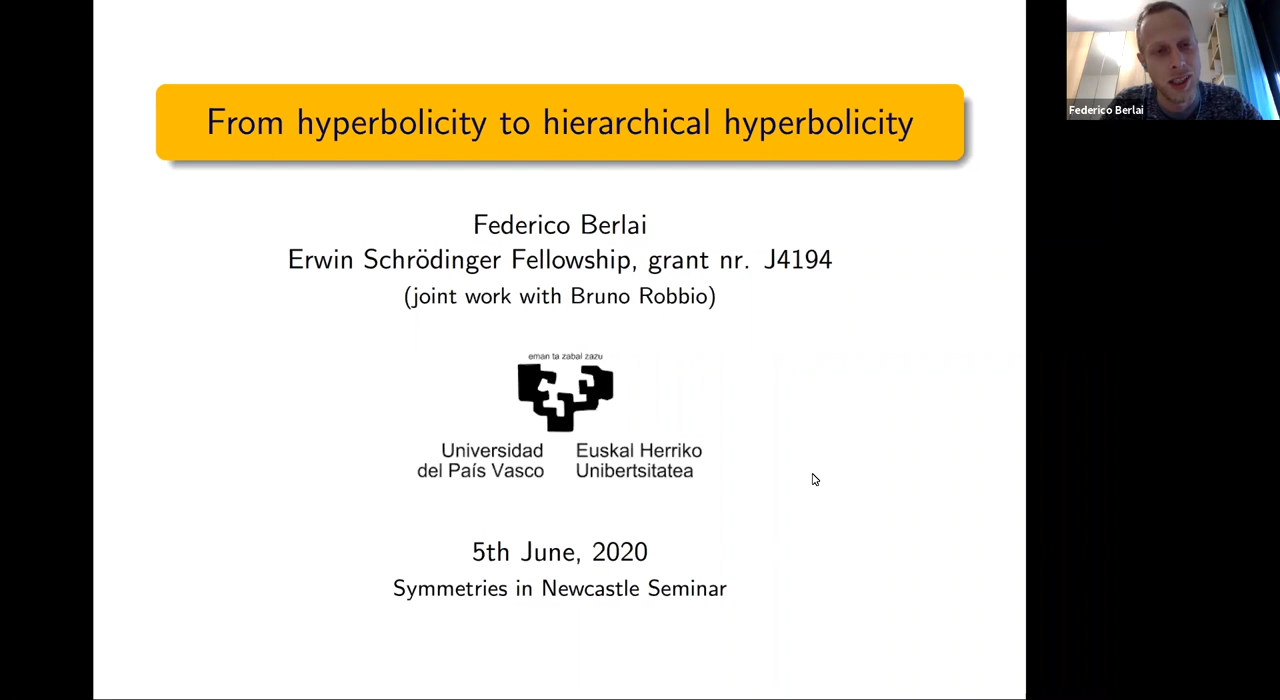 From hyperbolicity to hierarchical hyperbolicity
Federico Berlai
Erwin Schrödinger Fellowship, grant nr. J4194
(joint work with Bruno Robbio)
eman ta zabal zazu
Universidad
del País Vasco
Euskal Herriko
Unibertsitatea
5th June, 2020
Symmetries in Newcastle Seminar
Federico Berlai